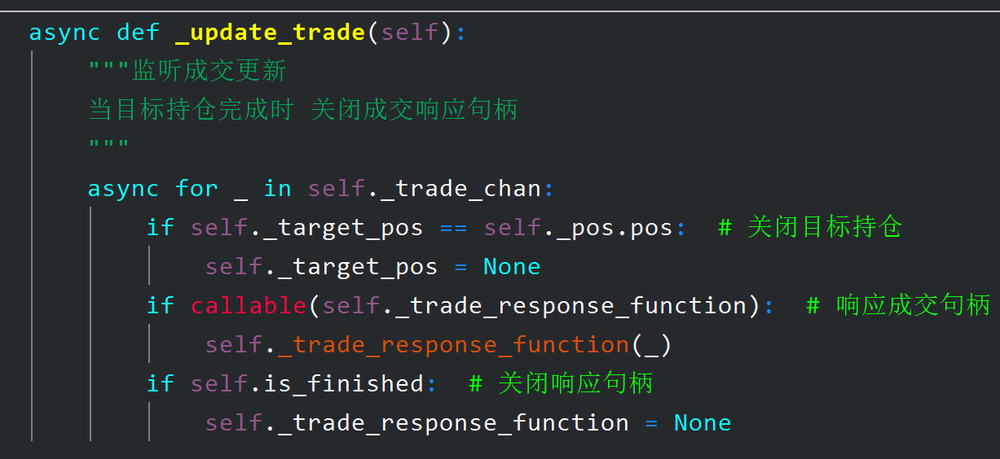 async def _update_trade(self):
    """监听成交更新
    当目标持仓完成时 关闭成交响应句柄
    """
    async for _ in self._trade_chan:
        if self._target_pos == self._pos.pos:  # 关闭目标持仓
            self._target_pos = None
        if callable(self._trade_response_function):  # 响应成交句柄
            self._trade_response_function(_)
        if self.is_finished:  # 关闭响应句柄
            self._trade_response_function = None